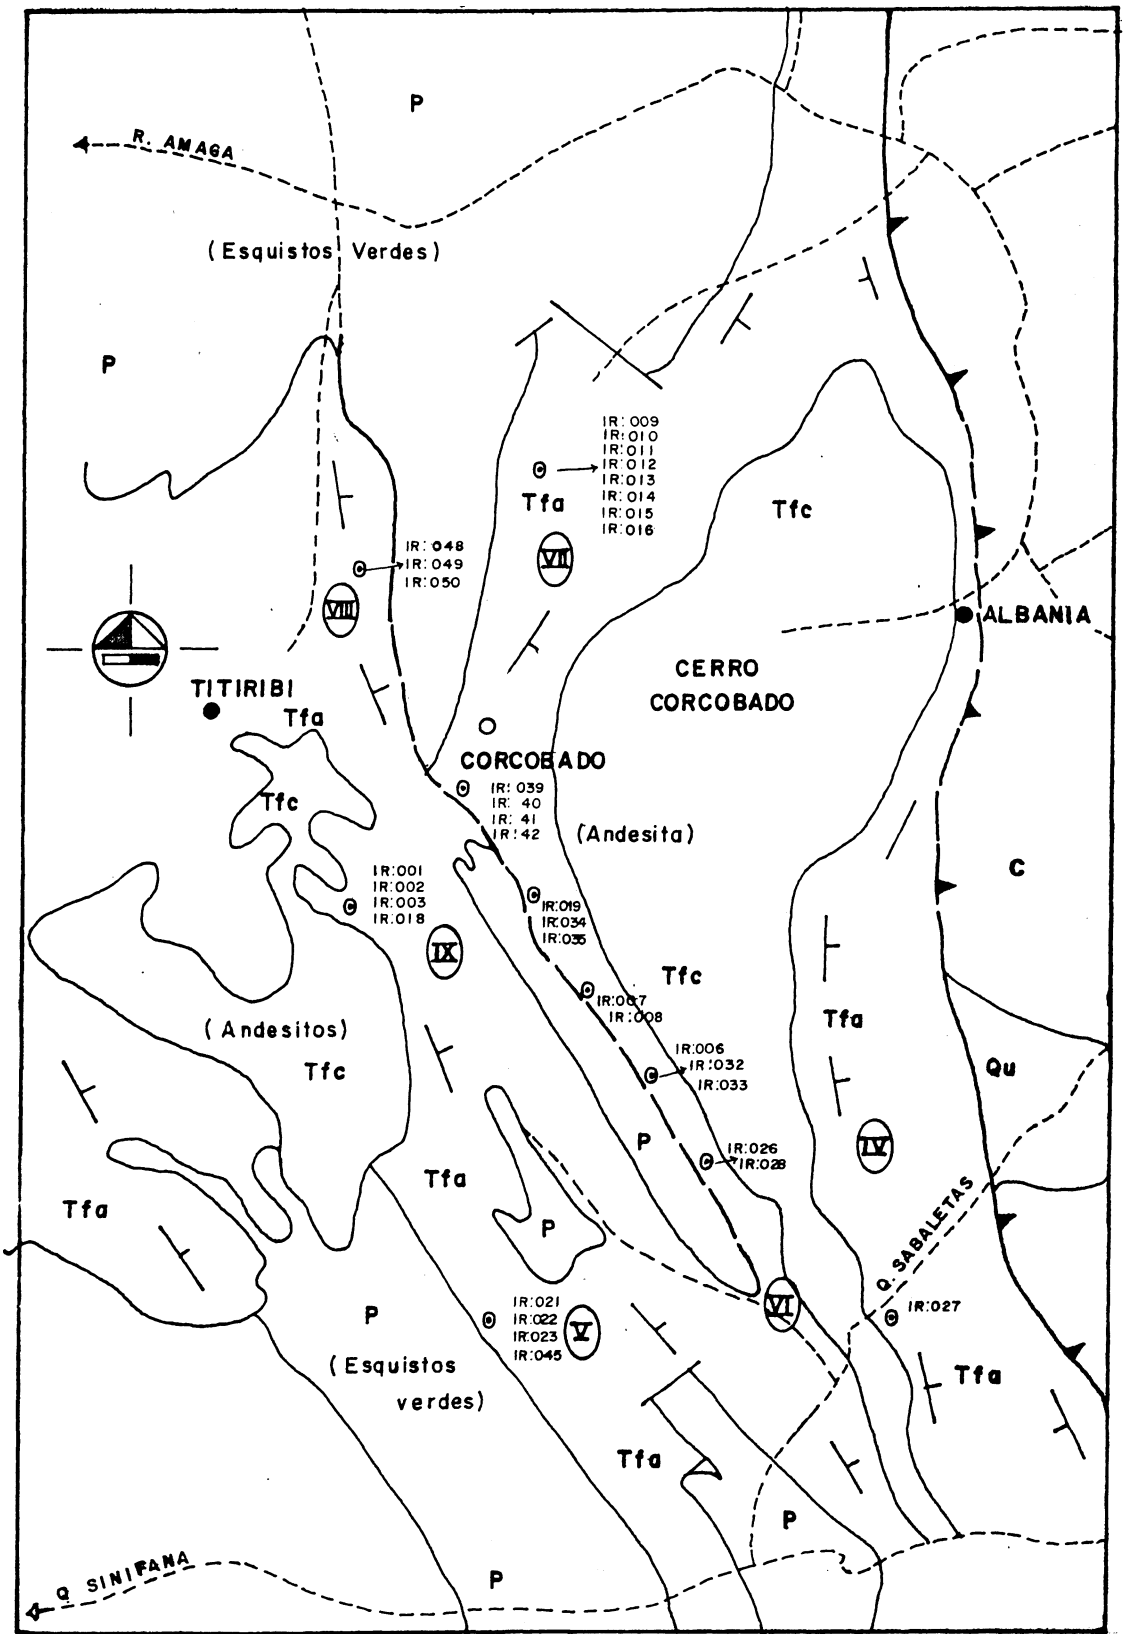 P
R. AMAGA
(Esquistos Verdes)
P
IR:009
IR:010
IR:011
IR:012
IR:013
IR:014
IR:015
IR:016
Tfa
Tfc
VII
IR:048
IR:049
IR:050
VIII
ALBANIA
CERRO
CORCOBADO
TITIRIBI
Tfa
CORCOBADO
Tfc
IR:039
IR:40
IR:41
IR:42
(Andesita)
C
IR:001
IR:002
IR:003
IR:018
IR:019
IR:034
IR:035
IX
Tfc
IR:007
IR:008
Tfa
(Andesitos)
Tfc
IR:006
IR:032
IR:033
Qu
P
IR:026
IR:028
IV
Tfa
Tfa
P
Q. SABALETAS
VI
IR:027
IR:021
IR:022
IR:023
IR:045
V
P
(Esquistos
verdes)
Tfa
Tfa
P
Q SINIFANA
P